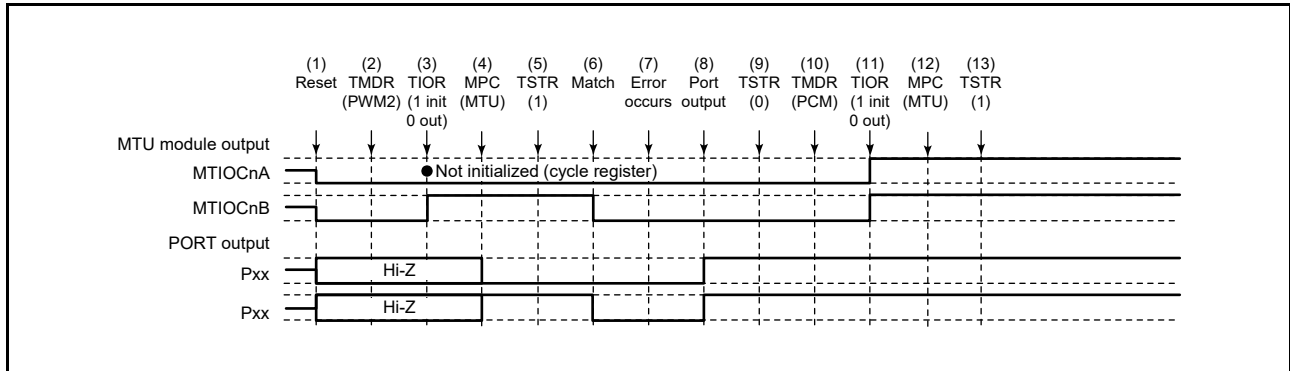 (1) (2) (3) (4) (5) (6) (7) (8) (9) (10) (11) (12) (13)
Reset TMDR TIOR MPC TSTR Match Error Port TSTR TMDR TIOR MPC TSTR
(PWM2) (1 init (MTU) (1) occurs output (0) (PCM) (1 init (MTU) (1)
0 out) 0 out)
MTU module output
MTIOCnA
Not initialized (cycle register)
MTIOCnB
PORT output
Pxx
Hi-Z
Pxx
Hi-Z